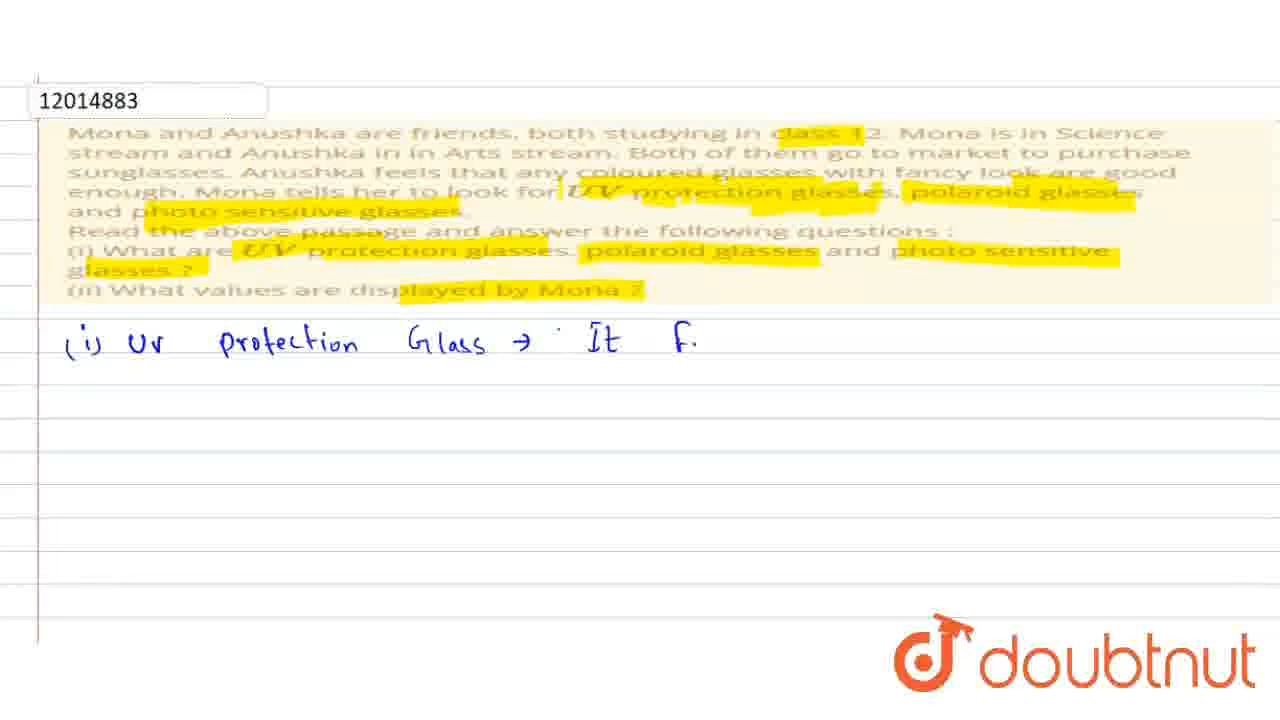 12014883
Mona and Anushka are friends, both studying in class 12. Mona is in Science
stream and Anushka in in Arts stream. Both of them go to market to purchase
sunglasses. Anushka feels that any coloured glasses with fancy look are good
enough. Mona tells her to look for UV protection glasses, polaroid glasses
and photo sensitive glasses.
Read the above passage and answer the following questions :
(i) What are UV protection glasses, polaroid glasses and photo sensitive
glasses ?
(ii) What values are displayed by Mona ?
(i) UV protection Glass → It f.
doubtnut